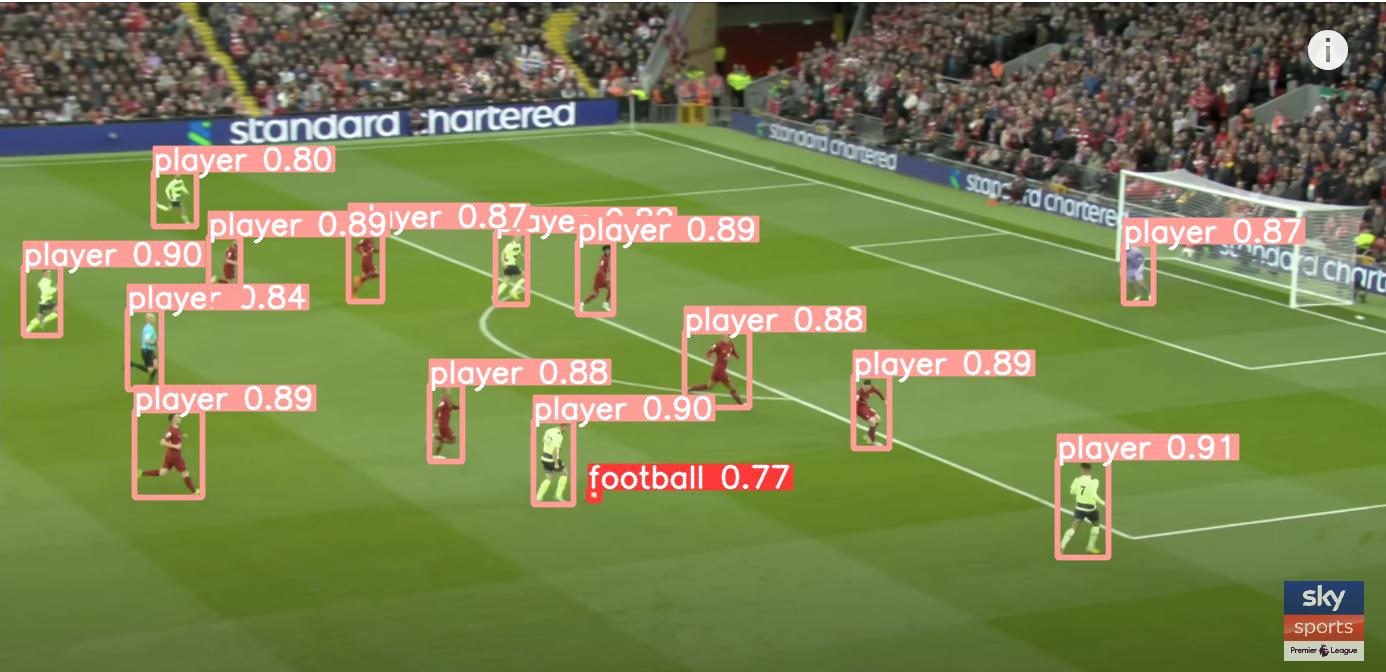 standard chartered
standard chartered
standard chartered
player 0.80
player 0.89
player 0.87
player 0.89
player 0.87
player 0.90
player 0.84
player 0.88
player 0.88
player 0.89
player 0.89
player 0.90
player 0.91
7
football 0.77
i
sky
sports
Premier League